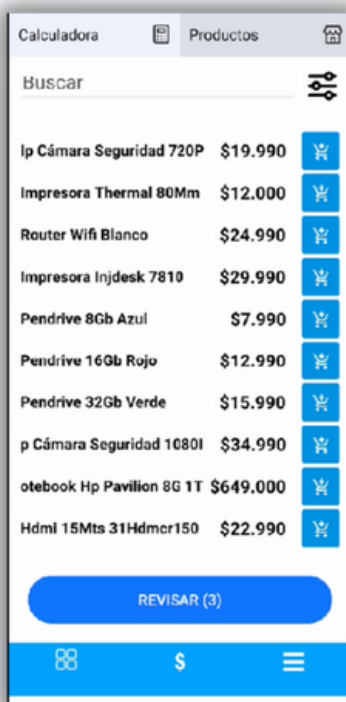 Calculadora Productos
Buscar
lp Cámara Seguridad 720P $19.990
Impresora Thermal 80Mm $12.000
Router Wifi Blanco $24.990
Impresora Injdesk 7810 $29.990
Pendrive 8Gb Azul $7.990
Pendrive 16Gb Rojo $12.990
Pendrive 32Gb Verde $15.990
p Cámara Seguridad 1080I $34.990
otebook Hp Pavilion 8G 1T $649.000
Hdmi 15Mts 31Hdmcr150 $22.990
REVISAR (3)
$